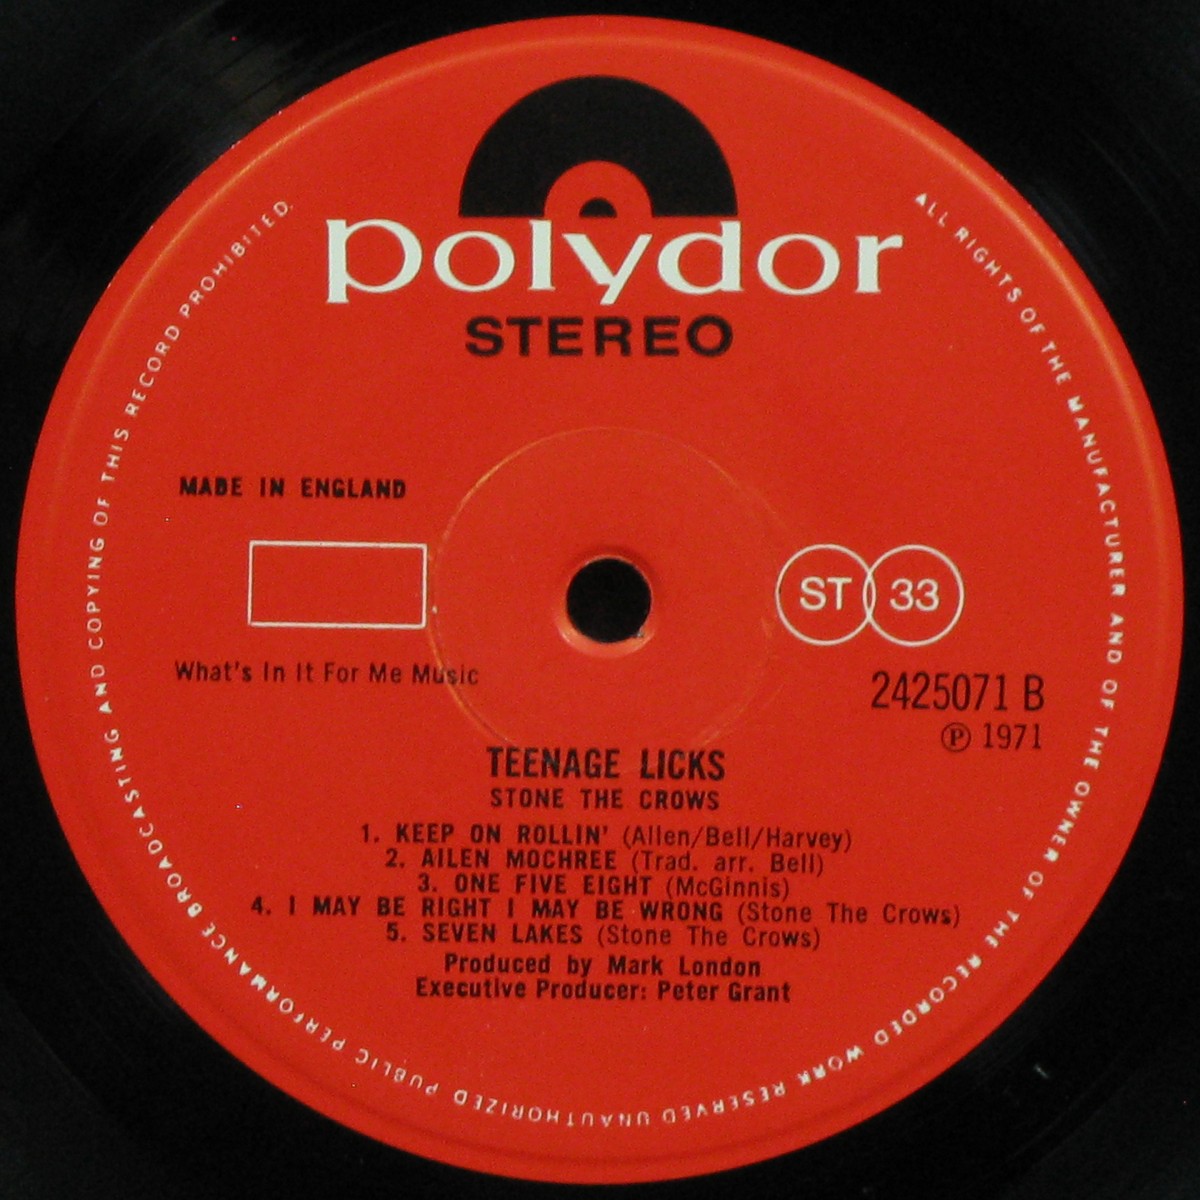 polydor
STEREO
ALL RIGHTS OF THE MANUFACTURER AND OF THE OWNER OF THE RECORDED WORK RESERVED UNAUTHORIZED PUBLIC PERFORMANCE BROADCASTING AND COPYING OF THIS RECORD PROHIBITED.
MADE IN ENGLAND
ST 33
What's In It For Me Music
2425071 B
℗ 1971
TEENAGE LICKS
STONE THE CROWS
1. KEEP ON ROLLIN' (Allen/Bell/Harvey)
2. AILEN MOCHREE (Trad. arr. Bell)
3. ONE FIVE EIGHT (McGinnis)
4. I MAY BE RIGHT I MAY BE WRONG (Stone The Crows)
5. SEVEN LAKES (Stone The Crows)
Produced by Mark London
Executive Producer: Peter Grant